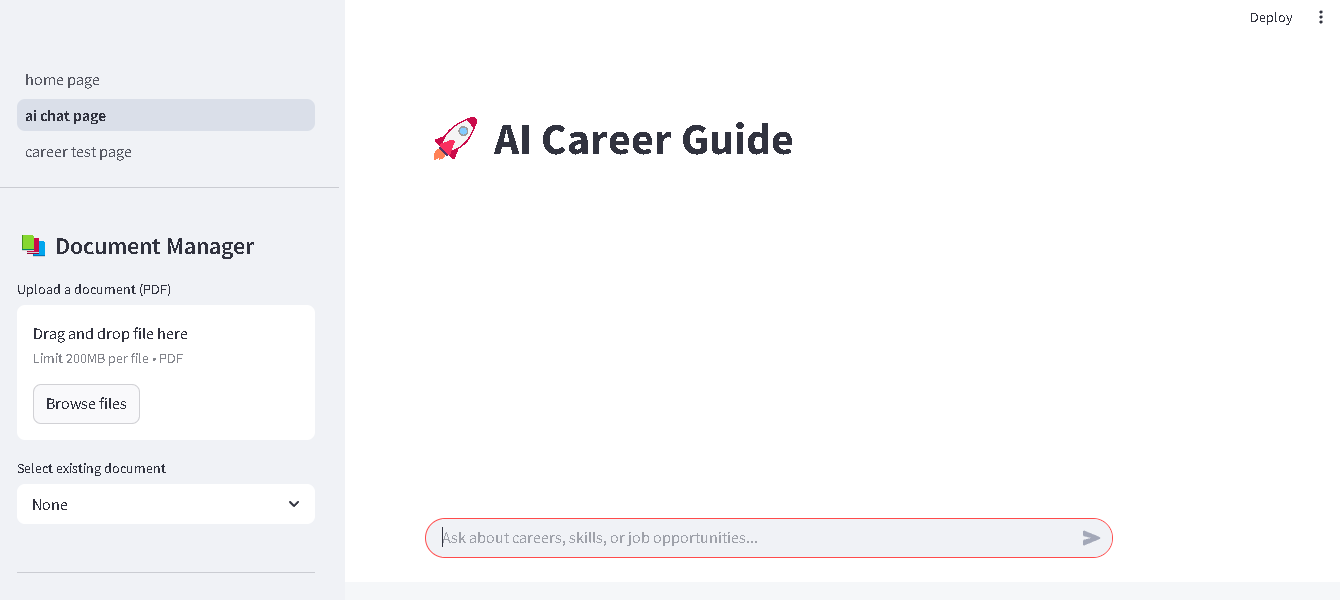 Deploy
home page
ai chat page
career test page
AI Career Guide
Document Manager
Upload a document (PDF)
Drag and drop file here
Limit 200MB per file • PDF
Browse files
Select existing document
None
Ask about careers, skills, or job opportunities...